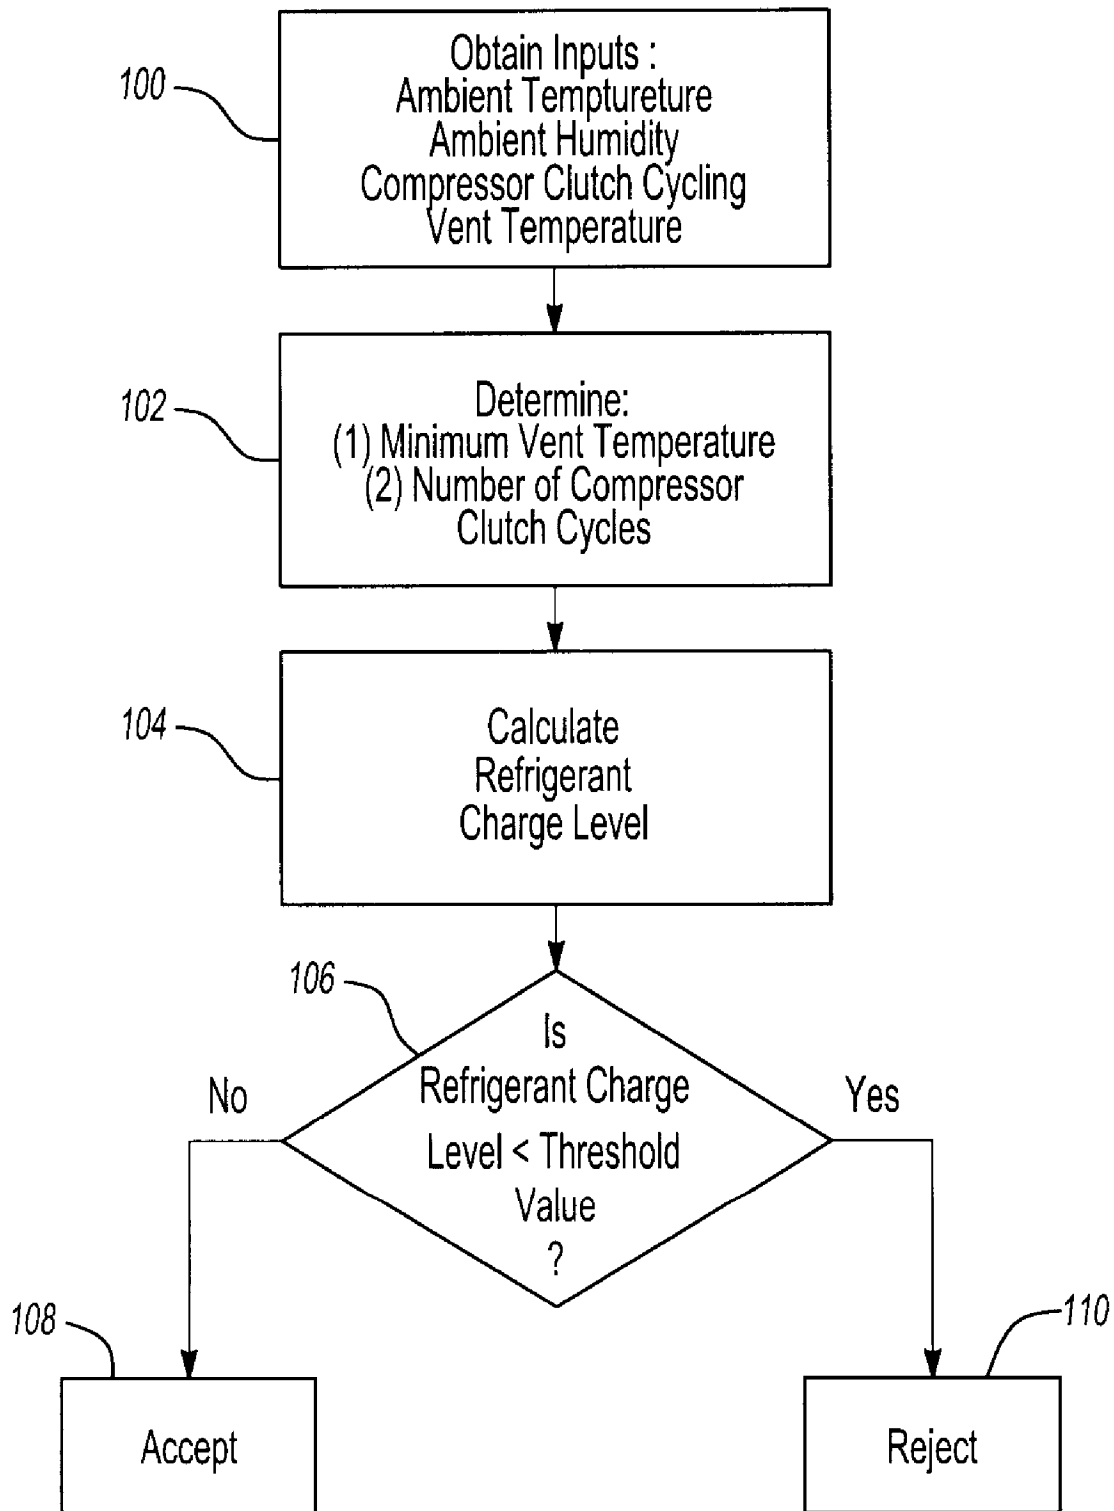 100
Obtain Inputs :
Ambient Temptureture
Ambient Humidity
Compressor Clutch Cycling
Vent Temperature
102
Determine:
(1) Minimum Vent Temperature
(2) Number of Compressor
Clutch Cycles
104
Calculate
Refrigerant
Charge Level
106
Is
Refrigerant Charge
Level < Threshold
Value
?
No
Yes
108
Accept
110
Reject